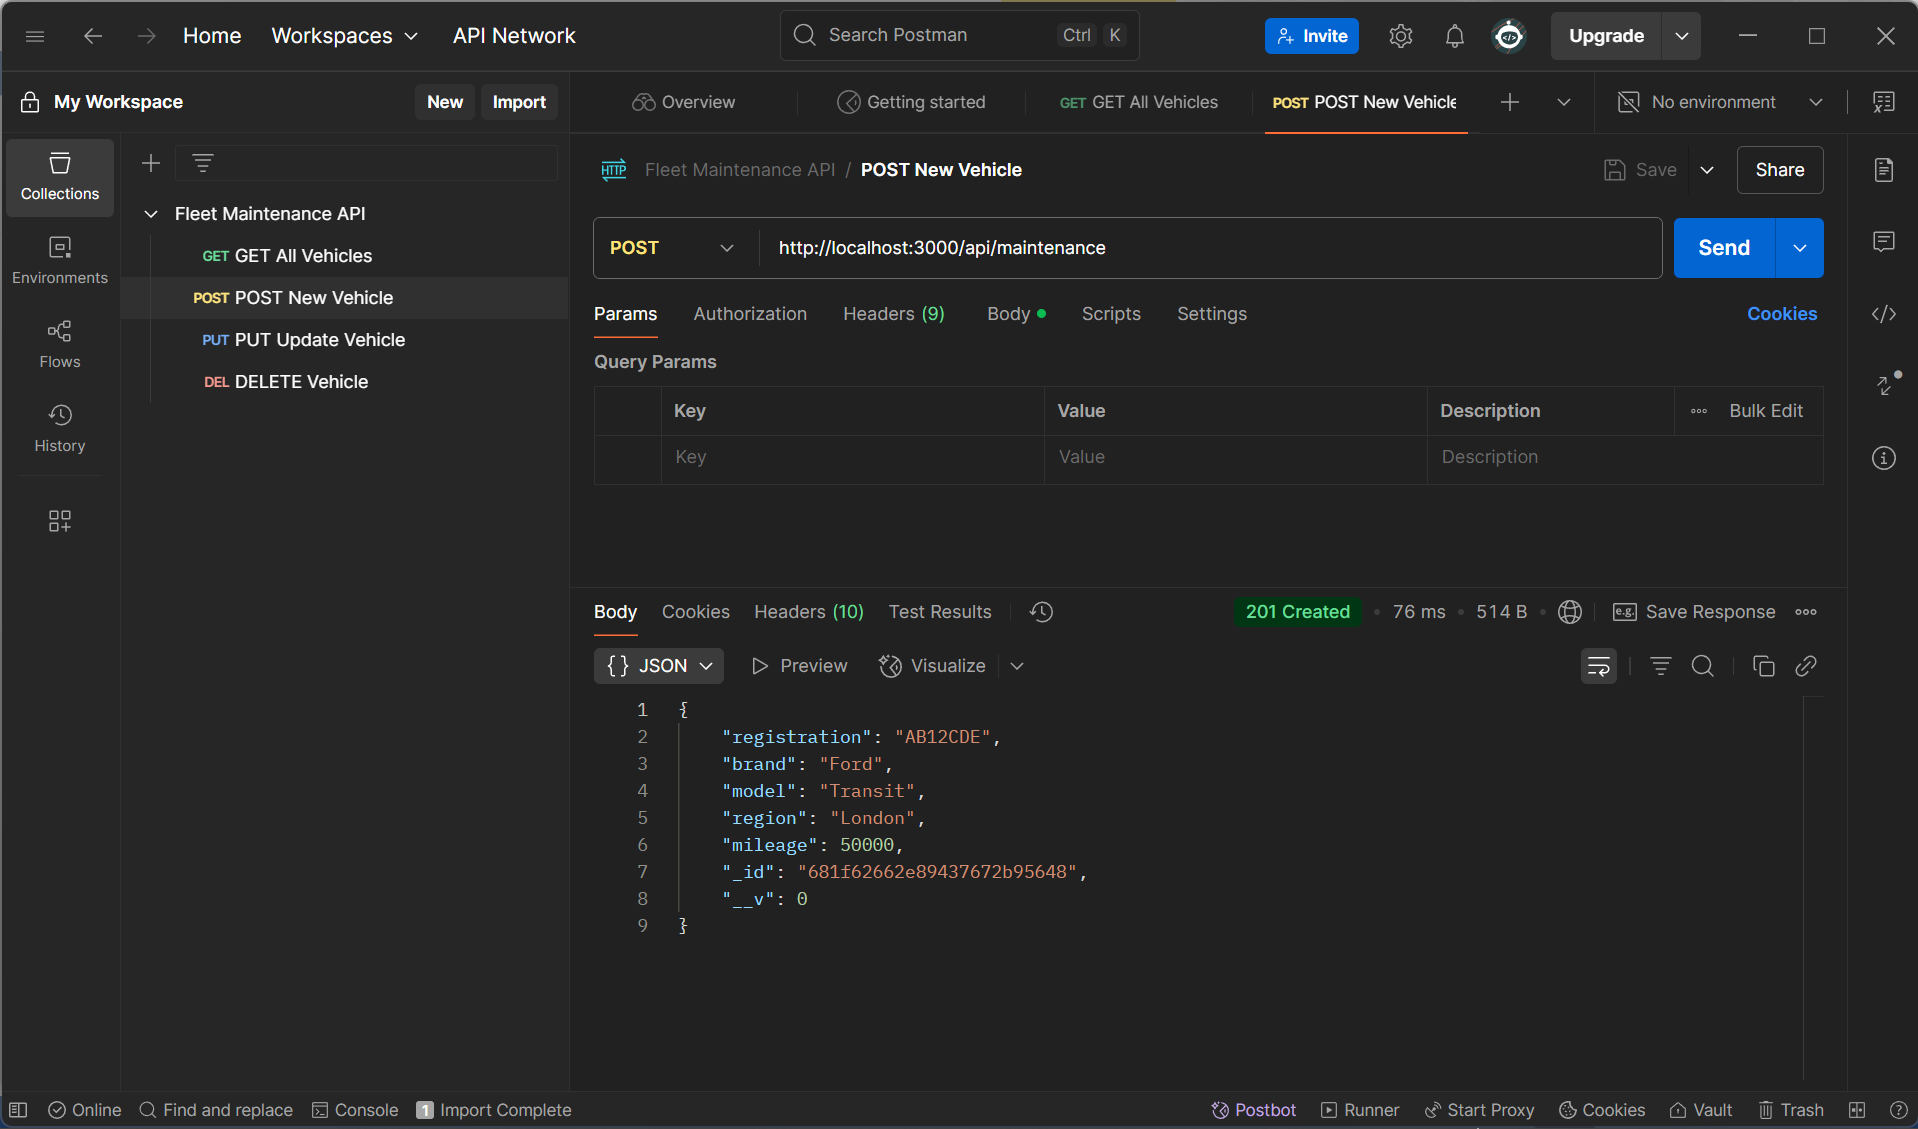 Home Workspaces API Network Search Postman Ctrl K Invite Upgrade
My Workspace New Import Overview Getting started GET GET All Vehicles POST POST New Vehicle No environment
Collections
Environments
Flows
History
Fleet Maintenance API
GET GET All Vehicles
POST POST New Vehicle
PUT PUT Update Vehicle
DEL DELETE Vehicle
HTTP Fleet Maintenance API / POST New Vehicle Save Share
POST http://localhost:3000/api/maintenance Send
Params Authorization Headers (9) Body Scripts Settings Cookies
Query Params
Key Value Description Bulk Edit
Key Value Description
Body Cookies Headers (10) Test Results 201 Created • 76 ms • 514 B • e.g. Save Response
{} JSON Preview Visualize
1 {
2 "registration": "AB12CDE",
3 "brand": "Ford",
4 "model": "Transit",
5 "region": "London",
6 "mileage": 50000,
7 "_id": "681f62662e89437672b95648",
8 "__v": 0
9 }
Online Find and replace Console 1 Import Complete Postbot Runner Start Proxy Cookies Vault Trash